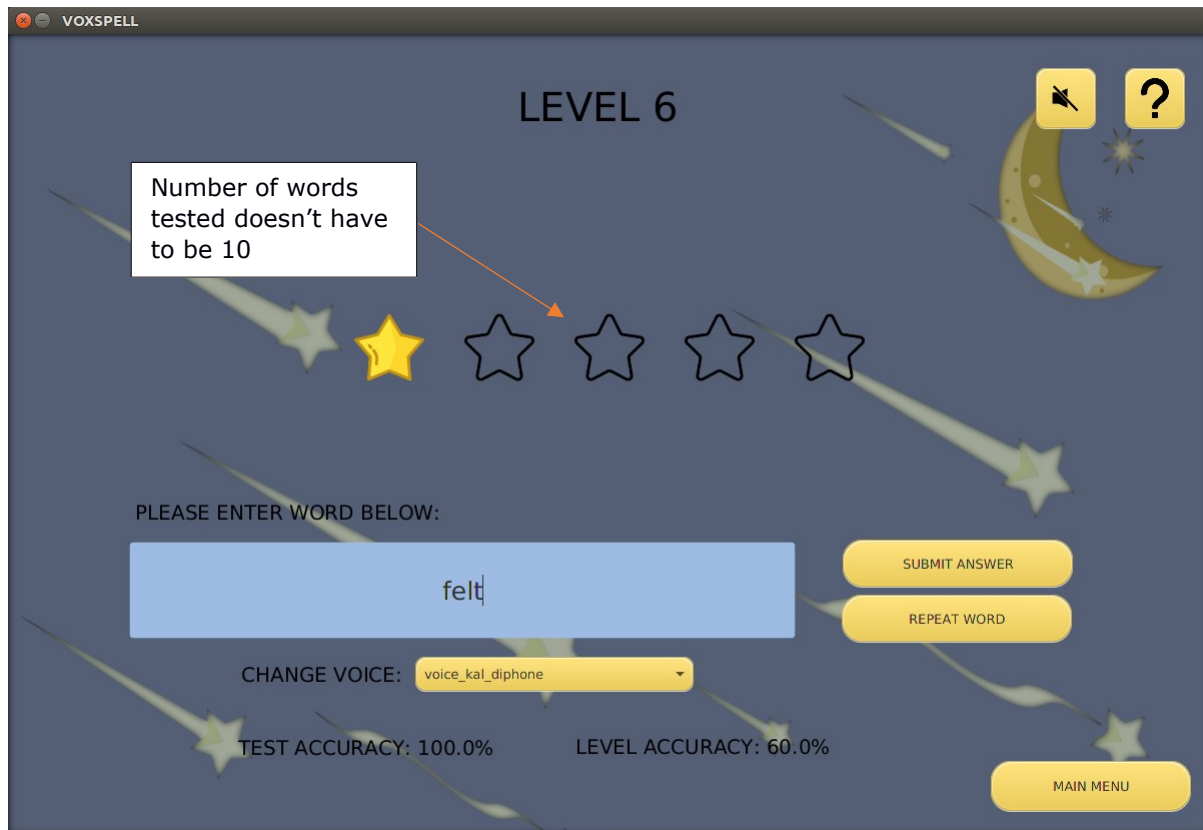 VOXSPELL
LEVEL 6
?
Number of words
tested doesn’t have
to be 10
PLEASE ENTER WORD BELOW:
felt
SUBMIT ANSWER
REPEAT WORD
CHANGE VOICE: voice_kal_diphone
TEST ACCURACY: 100.0% LEVEL ACCURACY: 60.0%
MAIN MENU